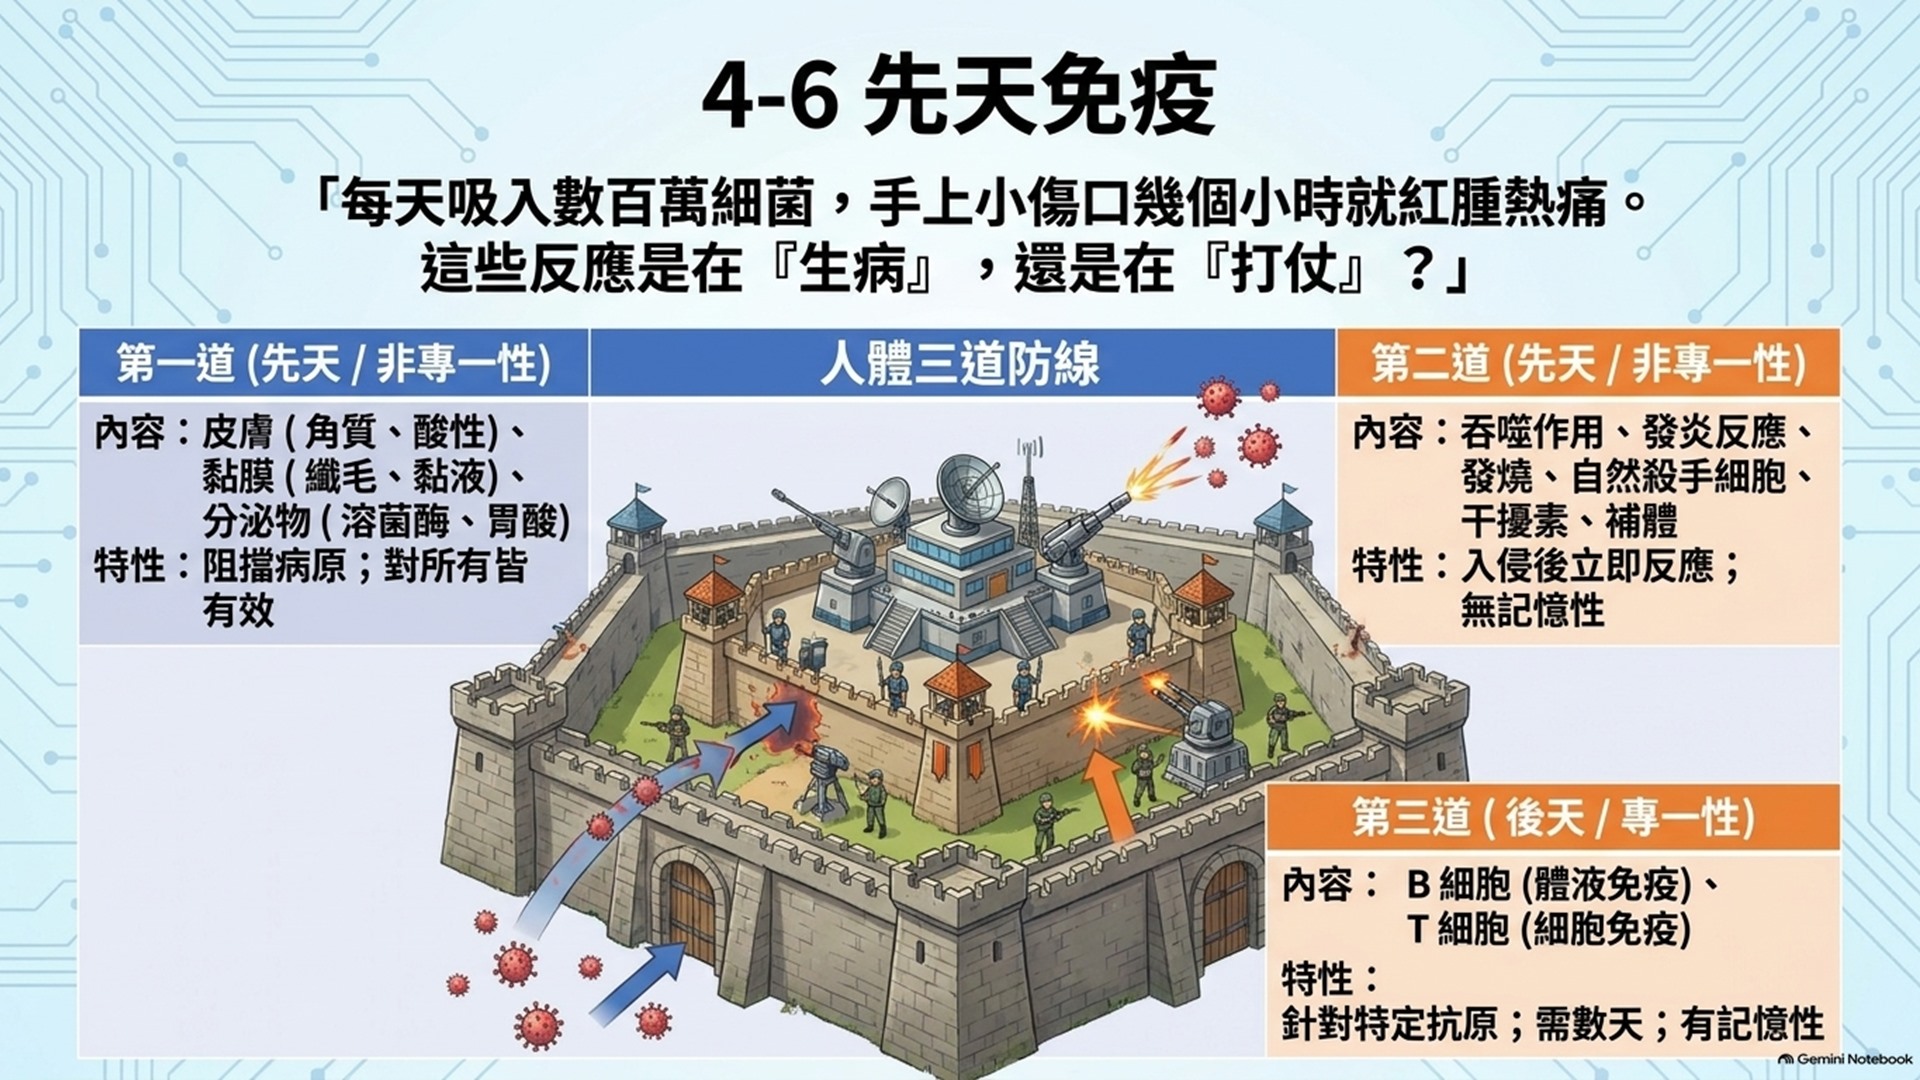 4-6 先天免疫
「每天吸入數百萬細菌，手上小傷口幾個小時就紅腫熱痛。
這些反應是在『生病』，還是在『打仗』？」
第一道 (先天 / 非專一性)
內容：皮膚 ( 角質、酸性)、
黏膜 ( 纖毛、黏液)、
分泌物 ( 溶菌酶、胃酸)
特性：阻擋病原；對所有皆
有效
人體三道防線
第二道 (先天 / 非專一性)
內容：吞噬作用、發炎反應、
發燒、自然殺手細胞、
干擾素、補體
特性：入侵後立即反應；
無記憶性
第三道 ( 後天 / 專一性)
內容： B 細胞 (體液免疫)、
T 細胞 (細胞免疫)
特性：
針對特定抗原；需數天；有記憶性
Gemini Notebook